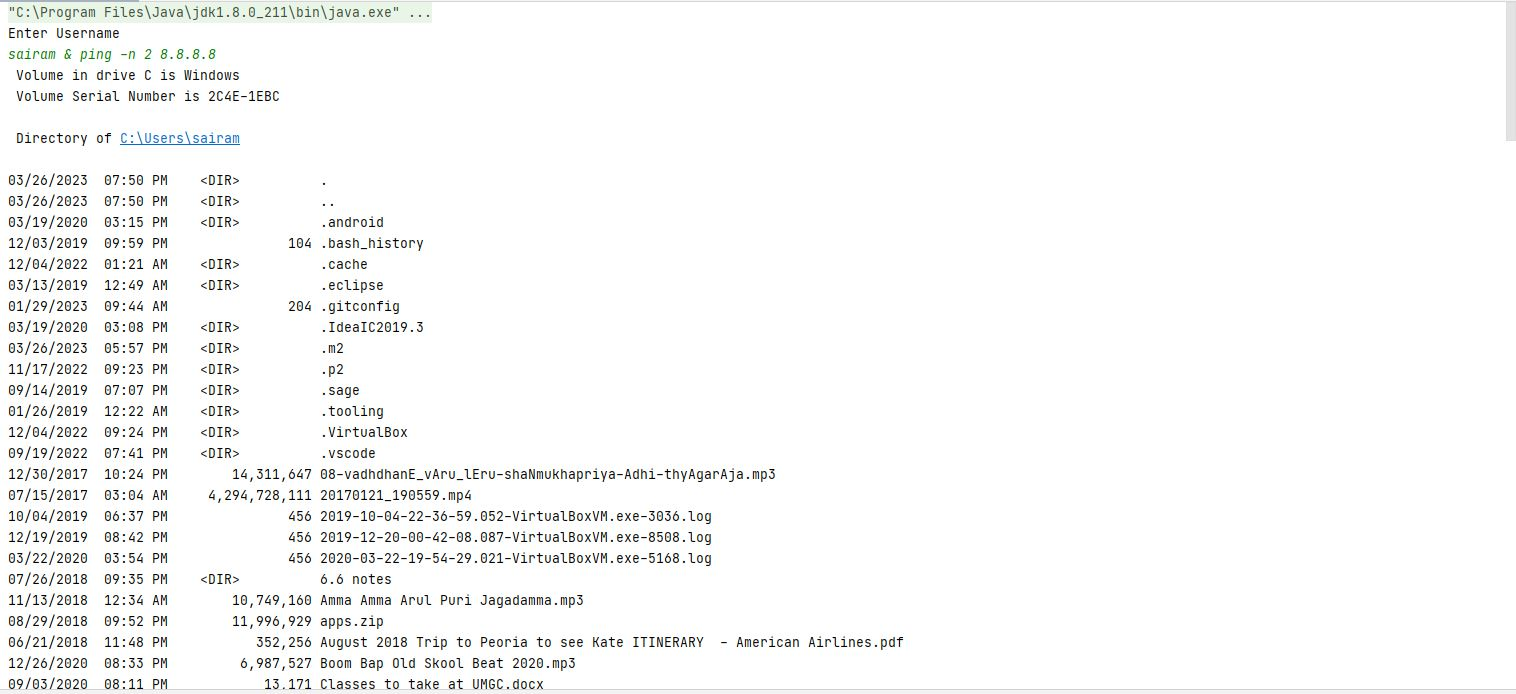 "C:\Program Files\Java\jdk1.8.0_211\bin\java.exe" ...
Enter Username
sairam & ping -n 2 8.8.8.8
 Volume in drive C is Windows
 Volume Serial Number is 2C4E-1EBC

 Directory of C:\Users\sairam

03/26/2023  07:50 PM    <DIR>          .
03/26/2023  07:50 PM    <DIR>          ..
03/19/2020  03:15 PM    <DIR>          .android
12/03/2019  09:59 PM               104 .bash_history
12/04/2022  01:21 AM    <DIR>          .cache
03/13/2019  12:49 AM    <DIR>          .eclipse
01/29/2023  09:44 AM               204 .gitconfig
03/19/2020  03:08 PM    <DIR>          .IdeaIC2019.3
03/26/2023  05:57 PM    <DIR>          .m2
11/17/2022  09:23 PM    <DIR>          .p2
09/14/2019  07:07 PM    <DIR>          .sage
01/26/2019  12:22 AM    <DIR>          .tooling
12/04/2022  09:24 PM    <DIR>          .VirtualBox
09/19/2022  07:41 PM    <DIR>          .vscode
12/30/2017  10:24 PM        14,311,647 08-vadhdhanE_vAru_lEru-shaNmukhapriya-Adhi-thyAgarAja.mp3
07/15/2017  03:04 AM     4,294,728,111 20170121_190559.mp4
10/04/2019  06:37 PM               456 2019-10-04-22-36-59.052-VirtualBoxVM.exe-3036.log
12/19/2019  08:42 PM               456 2019-12-20-00-42-08.087-VirtualBoxVM.exe-8508.log
03/22/2020  03:54 PM               456 2020-03-22-19-54-29.021-VirtualBoxVM.exe-5168.log
07/26/2018  09:35 PM    <DIR>          6.6 notes
11/13/2018  12:34 AM        10,749,160 Amma Amma Arul Puri Jagadamma.mp3
08/29/2018  09:52 PM        11,996,929 apps.zip
06/21/2018  11:48 PM           352,256 August 2018 Trip to Peoria to see Kate ITINERARY  - American Airlines.pdf
12/26/2020  08:33 PM         6,987,527 Boom Bap Old Skool Beat 2020.mp3
09/03/2020  08:11 PM            13,171 Classes to take at UMGC.docx